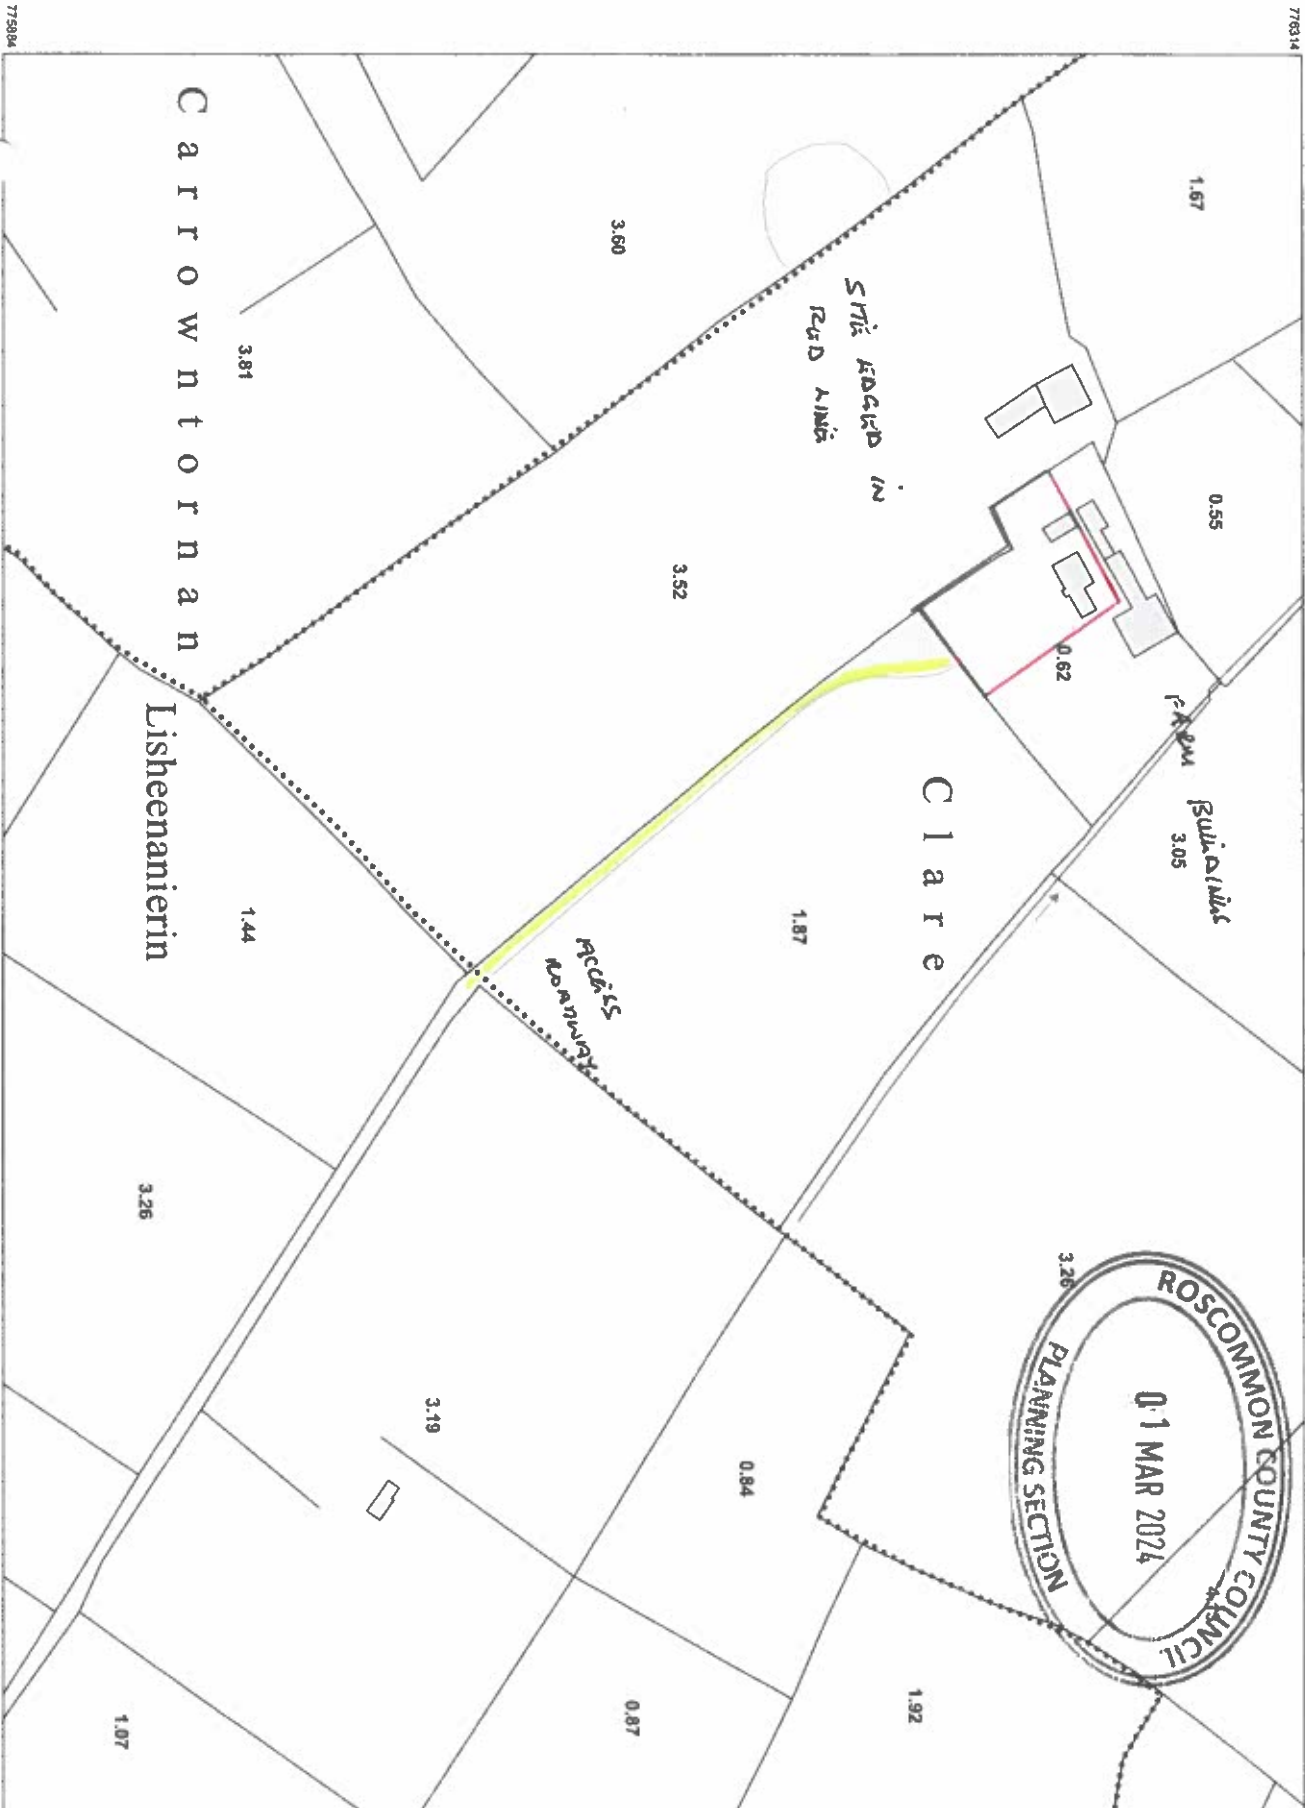 776314
775884
1.67
0.55
3.60
SITE EDGED IN
RED LINE
3.81
Carrowntornan
3.52
0.62
FARM BUILDINGS
3.05
Clare
1.87
Lisheenanierin
1.44
ACCESS
ROADWAY
3.26
3.26
ROSCOMMON COUNTY COUNCIL
01 MAR 2024
PLANNING SECTION
3.19
0.84
1.92
0.87
1.07